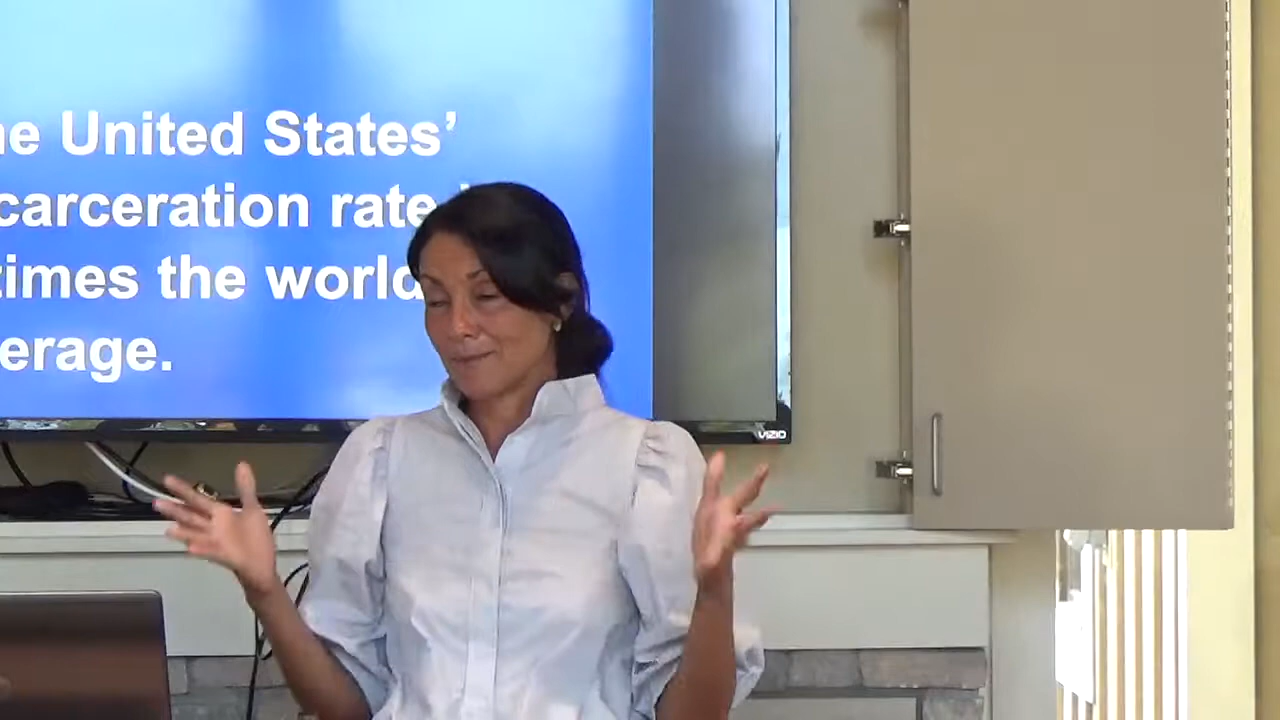 he United States’
carceration rate
times the world
erage.
VIZIO